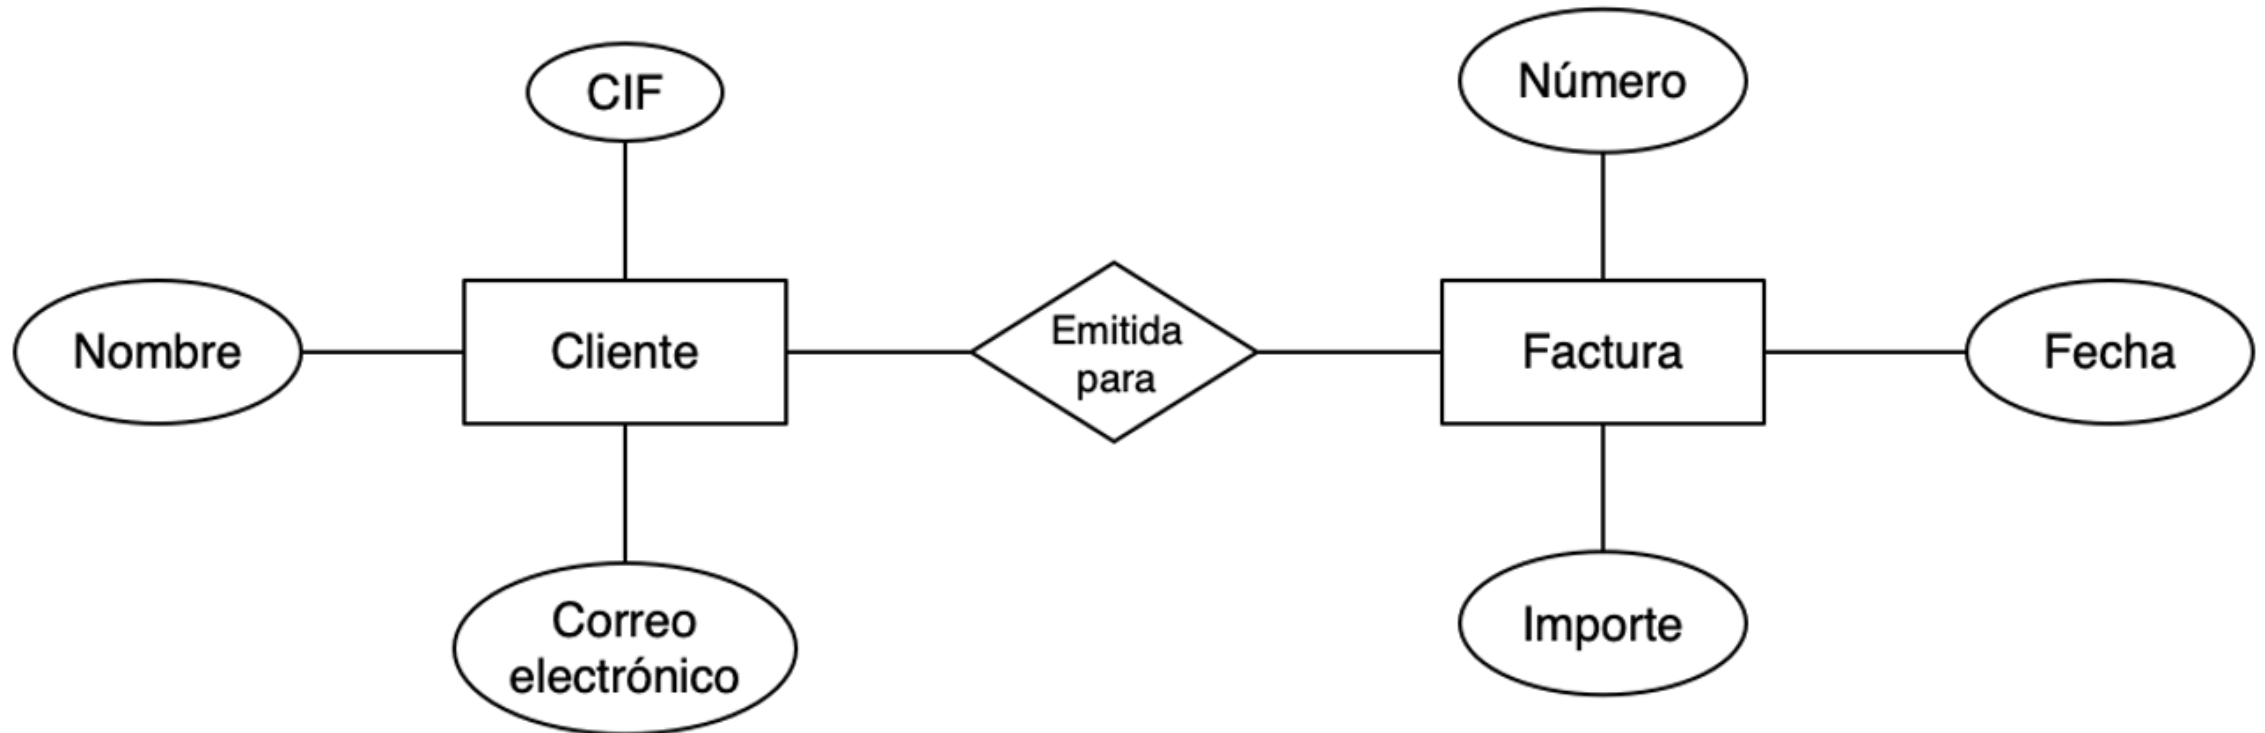 CIF
Número
Nombre
Cliente
Emitida
para
Factura
Fecha
Correo
electrónico
Importe